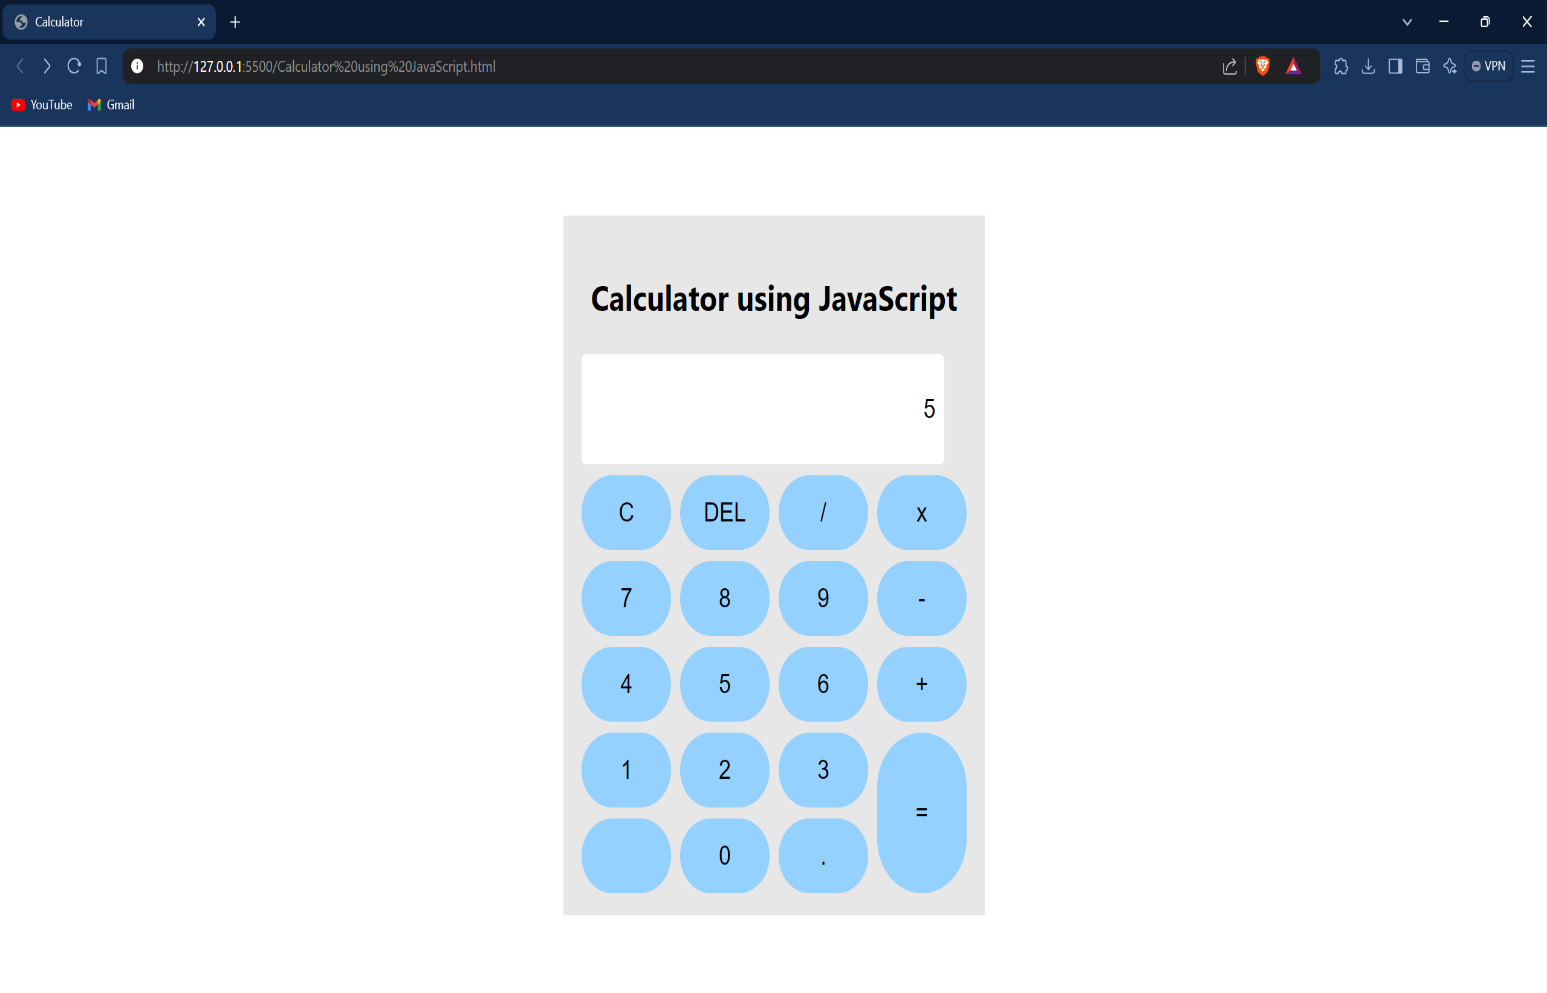 Calculator
http://127.0.0.1:5500/Calculator%20using%20JavaScript.html
VPN
YouTube Gmail
Calculator using JavaScript
5
C DEL / x
7 8 9 -
4 5 6 +
1 2 3
=
0 .